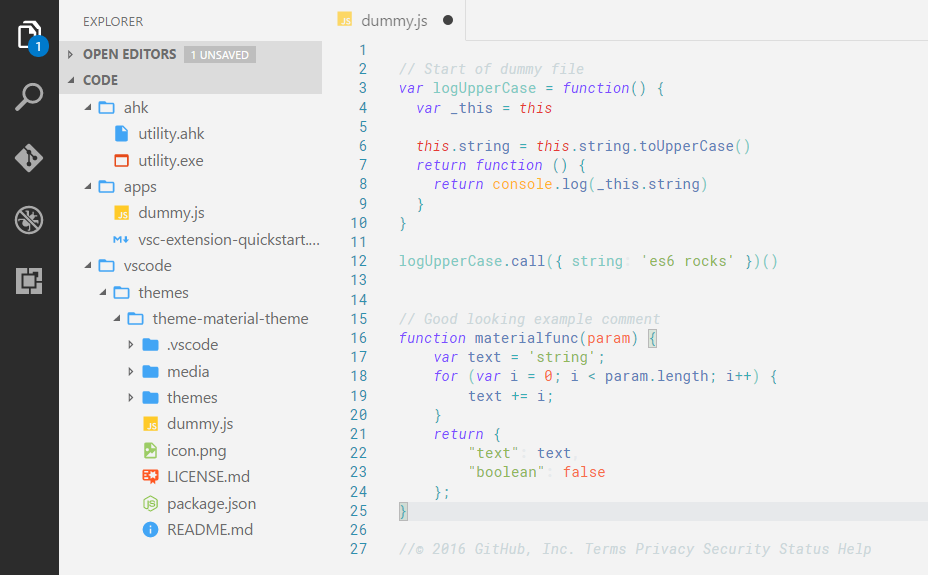 EXPLORER
OPEN EDITORS 1 UNSAVED
CODE
ahk
utility.ahk
utility.exe
apps
JS dummy.js
M↓ vsc-extension-quickstart....
vscode
themes
theme-material-theme
.vscode
media
themes
JS dummy.js
icon.png
LICENSE.md
JS package.json
i README.md
1
JS dummy.js ●
1
2 // Start of dummy file
3 var logUpperCase = function() {
4 var _this = this
5
6 this.string = this.string.toUpperCase()
7 return function () {
8 return console.log(_this.string)
9 }
10 }
11
12 logUpperCase.call({ string: 'es6 rocks' })()
13
14
15 // Good looking example comment
16 function materialfunc(param) {
17 var text = 'string';
18 for (var i = 0; i < param.length; i++) {
19 text += i;
20 }
21 return {
22 "text": text,
23 "boolean": false
24 };
25 }
26
27 //© 2016 GitHub, Inc. Terms Privacy Security Status Help